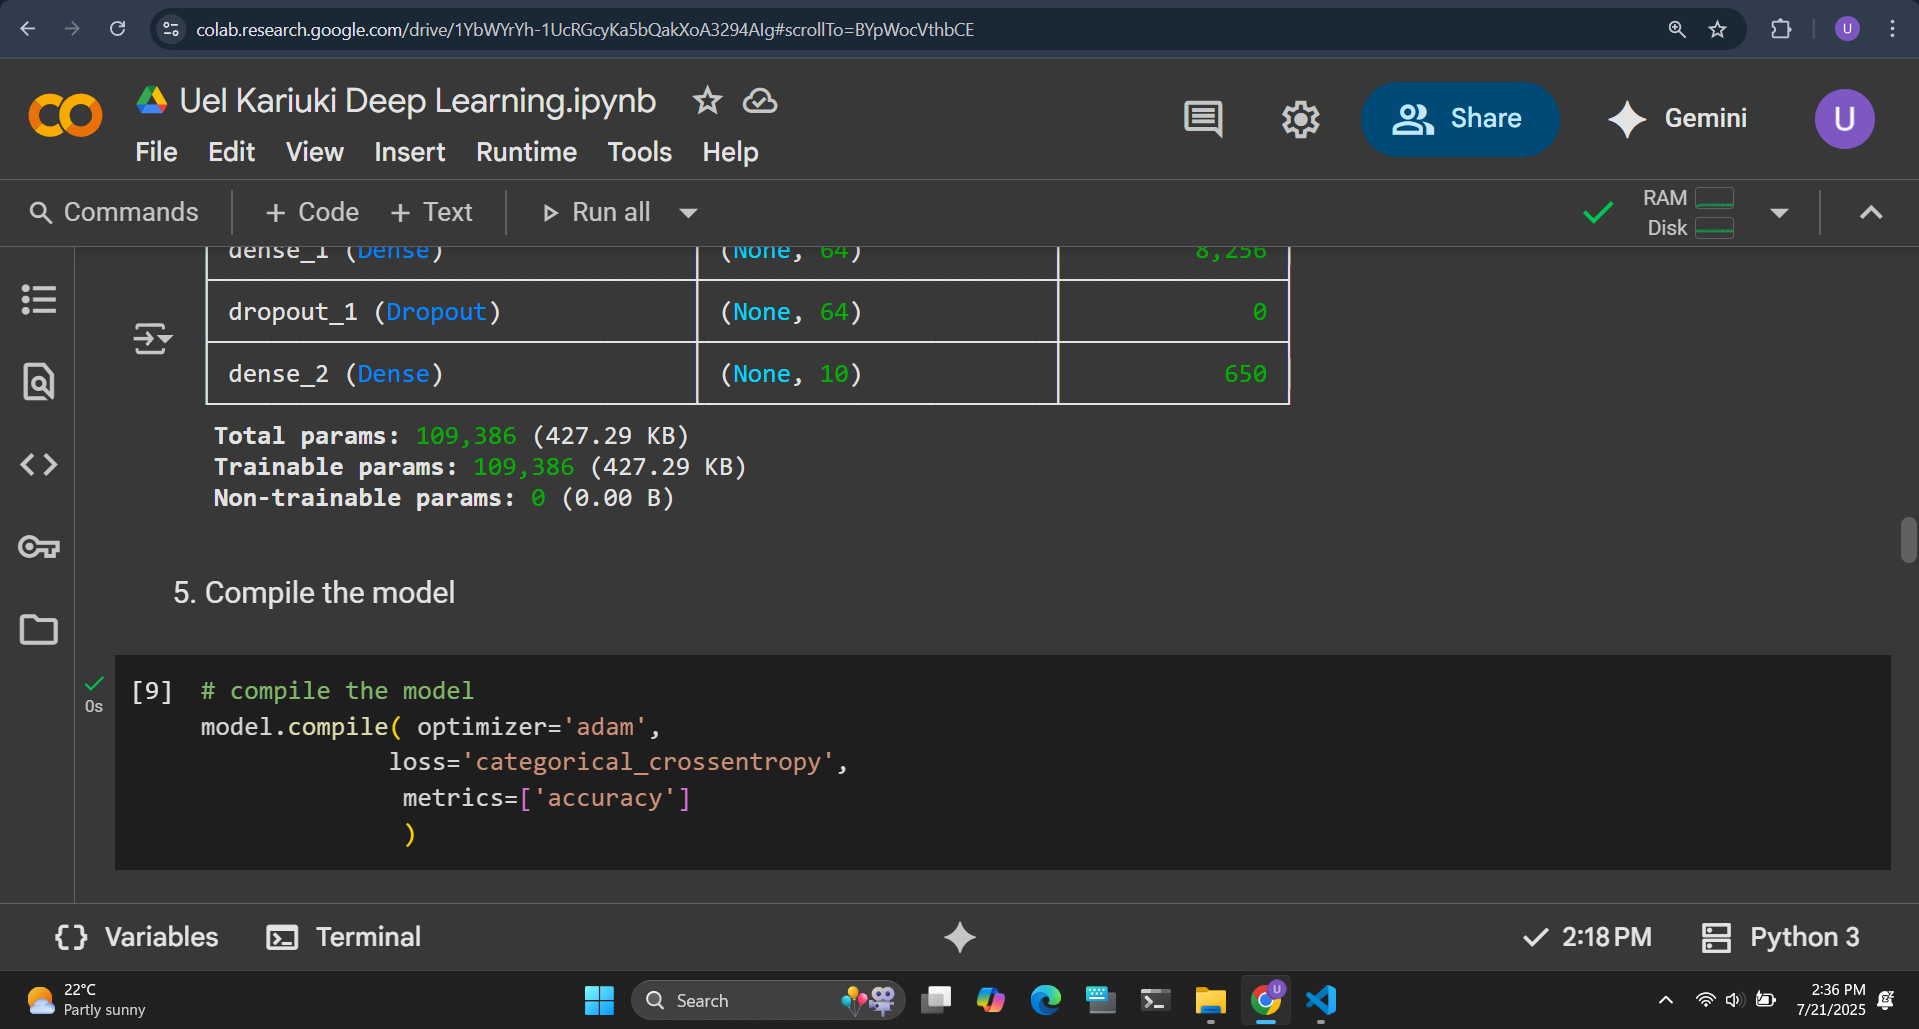 colab.research.google.com/drive/1YbWYrYh-1UcRGcyKa5bQakXoA3294AIg#scrollTo=BYpWocVthbCE
U
Uel Kariuki Deep Learning.ipynb
File Edit View Insert Runtime Tools Help
Share
Gemini
U
Commands
+ Code + Text
Run all
RAM
Disk
dense_1 (Dense) (None, 64) 8,256
dropout_1 (Dropout) (None, 64) 0
dense_2 (Dense) (None, 10) 650
Total params: 109,386 (427.29 KB)
Trainable params: 109,386 (427.29 KB)
Non-trainable params: 0 (0.00 B)
5. Compile the model
0s
[9] # compile the model
model.compile( optimizer='adam',
loss='categorical_crossentropy',
metrics=['accuracy']
)
{} Variables
Terminal
2:18 PM
Python 3
22°C
Partly sunny
Search
U
2:36 PM
7/21/2025